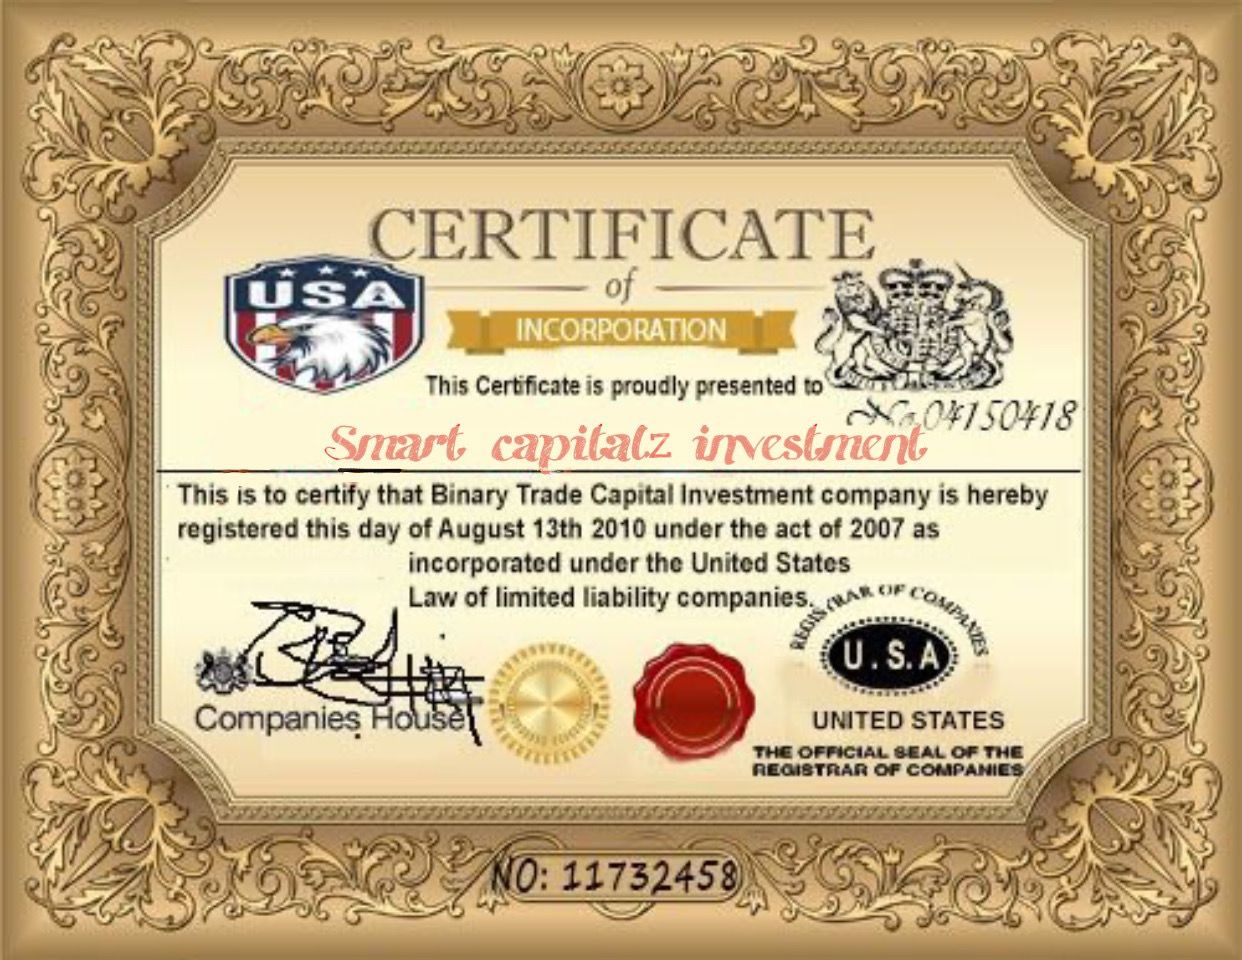 CERTIFICATE
of
USA
INCORPORATION
This Certificate is proudly presented to
No.04150418
Smart capitalz investment
This is to certify that Binary Trade Capital Investment company is hereby
registered this day of August 13th 2010 under the act of 2007 as
incorporated under the United States
Law of limited liability companies.
REGISTRAR OF COMPANIES
U.S.A
Companies House
UNITED STATES
THE OFFICIAL SEAL OF THE
REGISTRAR OF COMPANIES
NO: 11732458